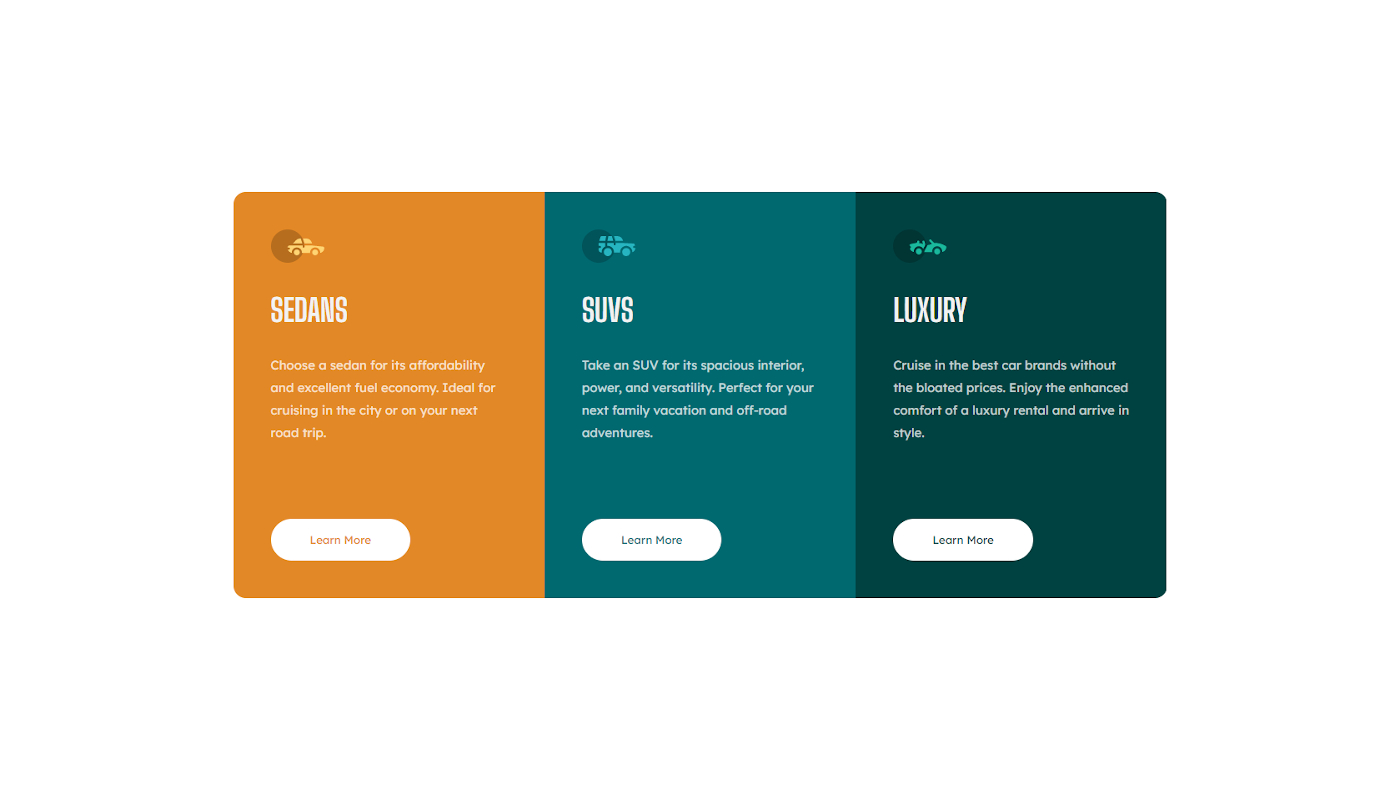 SEDANS
Choose a sedan for its affordability
and excellent fuel economy. Ideal for
cruising in the city or on your next
road trip.
Learn More
SUVS
Take an SUV for its spacious interior,
power, and versatility. Perfect for your
next family vacation and off-road
adventures.
Learn More
LUXURY
Cruise in the best car brands without
the bloated prices. Enjoy the enhanced
comfort of a luxury rental and arrive in
style.
Learn More